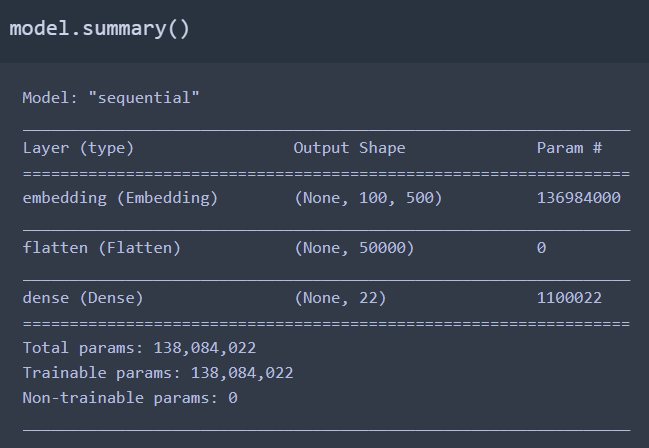 model.summary()
Model: "sequential"
_________________________________________________________________
Layer (type)                 Output Shape              Param #
=================================================================
embedding (Embedding)        (None, 100, 500)          136984000
_________________________________________________________________
flatten (Flatten)            (None, 50000)             0
_________________________________________________________________
dense (Dense)                (None, 22)                1100022
=================================================================
Total params: 138,084,022
Trainable params: 138,084,022
Non-trainable params: 0
_________________________________________________________________